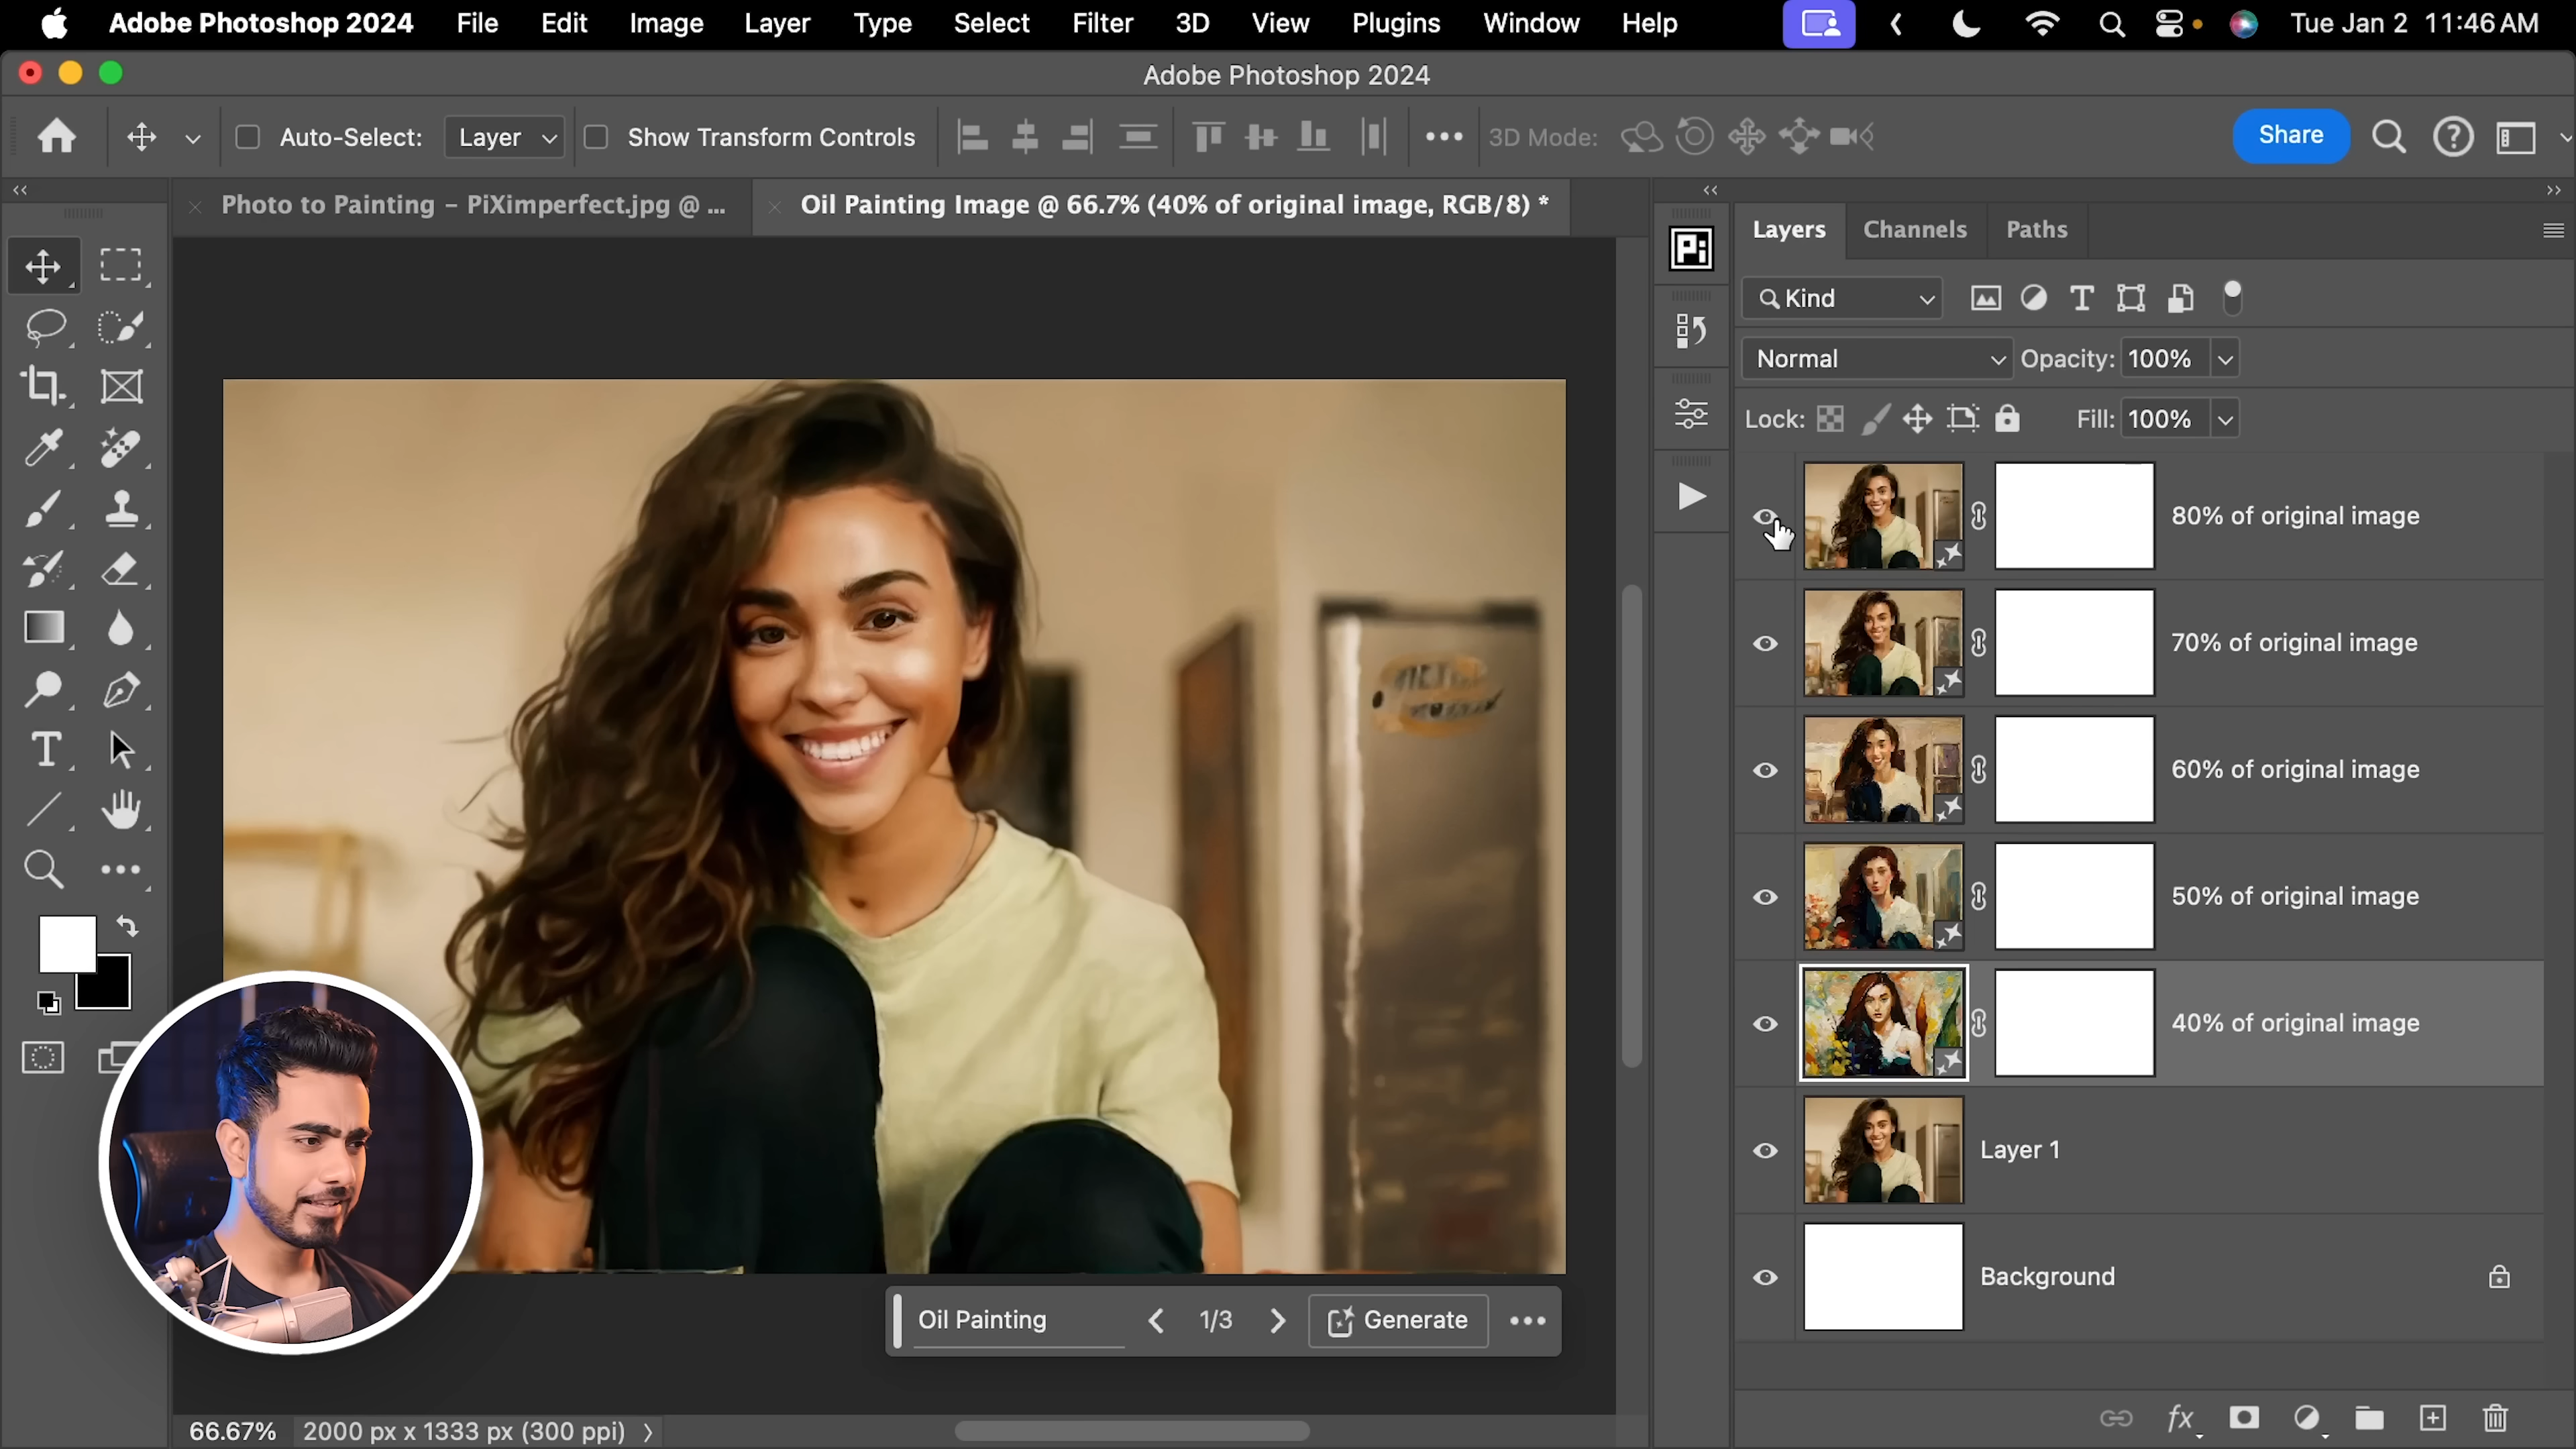 Adobe Photoshop 2024 File Edit Image Layer Type Select Filter 3D View Plugins Window Help Tue Jan 2 11:46 AM
Adobe Photoshop 2024
Auto-Select: Layer Show Transform Controls 3D Mode: Share
Photo to Painting – PiXimperfect.jpg @ ... Oil Painting Image @ 66.7% (40% of original image, RGB/8) *
Pi
Layers Channels Paths
Kind
Normal Opacity: 100%
Lock: Fill: 100%
80% of original image
70% of original image
60% of original image
50% of original image
40% of original image
Layer 1
Background
Oil Painting 1/3 Generate
66.67% 2000 px x 1333 px (300 ppi)
fx